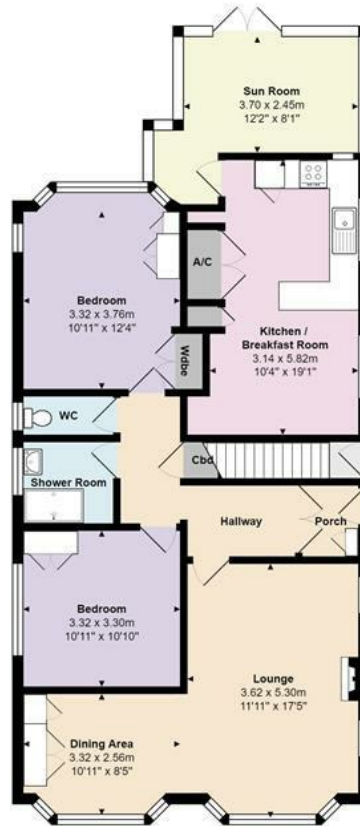 Sun Room
3.70 x 2.45m
12'2" x 8'1"
A/C
Bedroom
3.32 x 3.76m
10'11" x 12'4"
Kitchen /
Breakfast Room
3.14 x 5.82m
10'4" x 19'1"
Wdbe
WC
Cbd
Shower Room
Hallway
Porch
Bedroom
3.32 x 3.30m
10'11" x 10'10"
Lounge
3.62 x 5.30m
11'11" x 17'5"
Dining Area
3.32 x 2.56m
10'11" x 8'5"